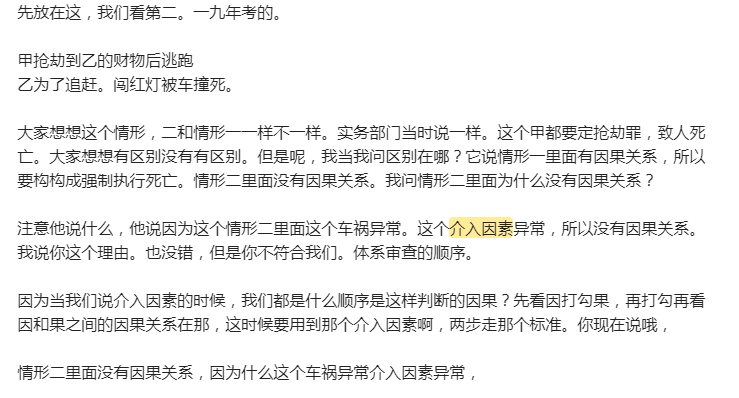 先放在这，我们看第二。一九年考的。
甲抢劫到乙的财物后逃跑
乙为了追赶。闯红灯被车撞死。
大家想想这个情形，二和情形一一样不一样。实务部门当时说一样。这个甲都要定抢劫罪，致人死
亡。大家想想有区别没有有区别。但是呢，我当我问区别在哪？它说情形一里面有因果关系，所以
要构构成强制执行死亡。情形二里面没有因果关系。我问情形二里面为什么没有因果关系？
注意他说什么，他说因为这个情形二里面这个车祸异常。这个介入因素异常，所以没有因果关系。
我说你这个理由。也没错，但是你不符合我们。体系审查的顺序。
因为当我们说介入因素的时候，我们都是什么顺序是这样判断的因果？先看因打勾果，再打勾再看
因和果之间的因果关系在那，这时候要用到那个介入因素啊，两步走那个标准。你现在说哦，
情形二里面没有因果关系，因为什么这个车祸异常介入因素异常，